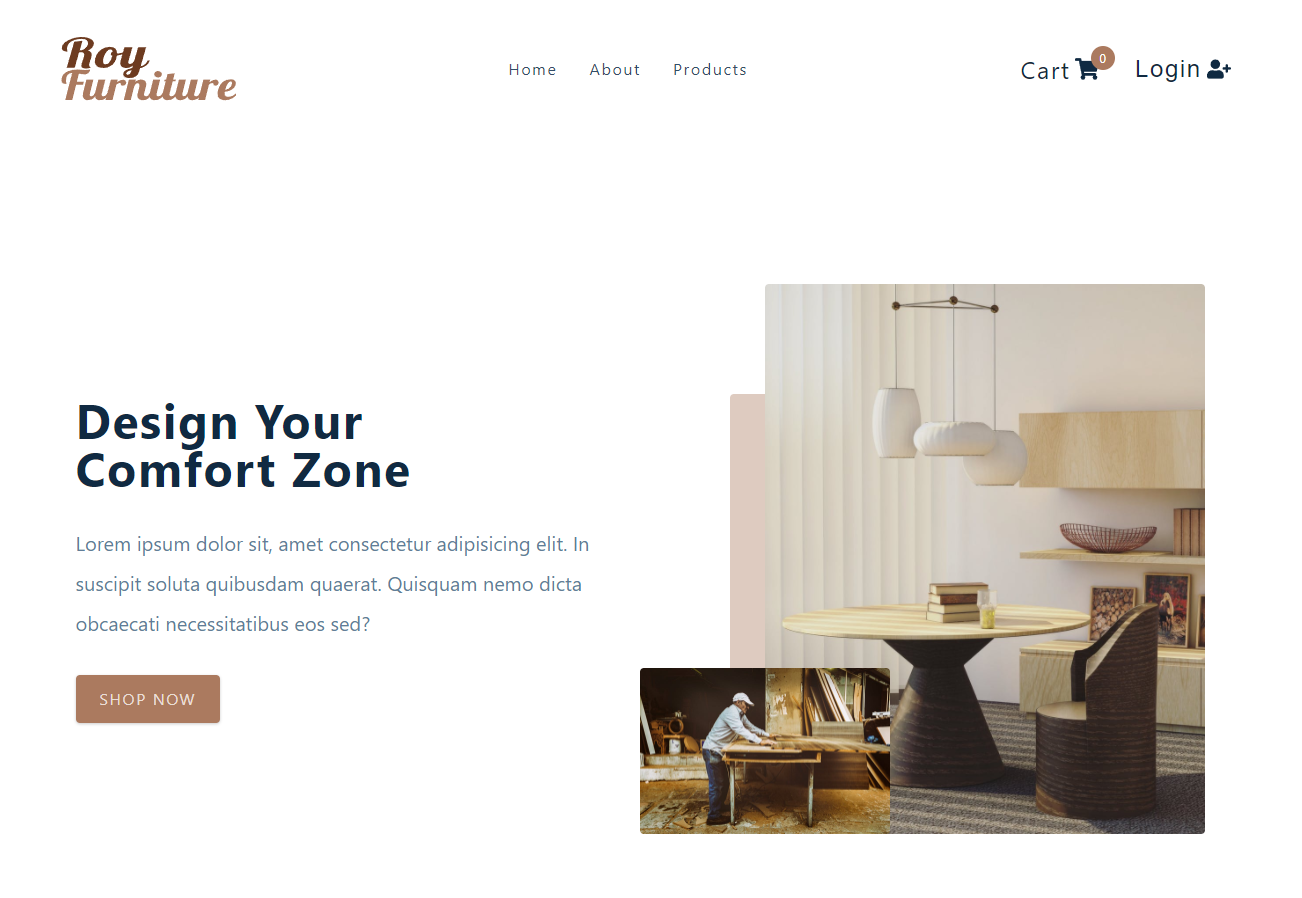 Roy
Furniture
Home About Products
Cart 0 Login
Design Your
Comfort Zone
Lorem ipsum dolor sit, amet consectetur adipisicing elit. In
suscipit soluta quibusdam quaerat. Quisquam nemo dicta
obcaecati necessitatibus eos sed?
SHOP NOW